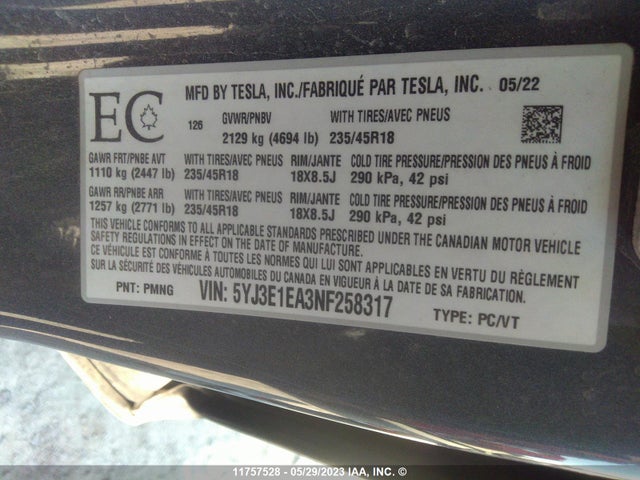 EC
MFD BY TESLA, INC./FABRIQUÉ PAR TESLA, INC. 05/22
126 GVWR/PNBV WITH TIRES/AVEC PNEUS
2129 kg (4694 lb) 235/45R18
GAWR FRT/PNBE AVT WITH TIRES/AVEC PNEUS RIM/JANTE COLD TIRE PRESSURE/PRESSION DES PNEUS À FROID
1110 kg (2447 lb) 235/45R18 18X8.5J 290 kPa, 42 psi
GAWR RR/PNBE ARR WITH TIRES/AVEC PNEUS RIM/JANTE COLD TIRE PRESSURE/PRESSION DES PNEUS À FROID
1257 kg (2771 lb) 235/45R18 18X8.5J 290 kPa, 42 psi
THIS VEHICLE CONFORMS TO ALL APPLICABLE STANDARDS PRESCRIBED UNDER THE CANADIAN MOTOR VEHICLE
SAFETY REGULATIONS IN EFFECT ON THE DATE OF MANUFACTURE.
CE VÉHICULE EST CONFORME À TOUTES LES NORMES QUI LUI SONT APPLICABLES EN VERTU DU RÈGLEMENT
SUR LA SÉCURITÉ DES VÉHICULES AUTOMOBILES DU CANADA EN VIGUEUR À LA DATE DE SA FABRICATION.
PNT: PMNG VIN: 5YJ3E1EA3NF258317 TYPE: PC/VT
11757528 - 05/29/2023 IAA, INC. ©